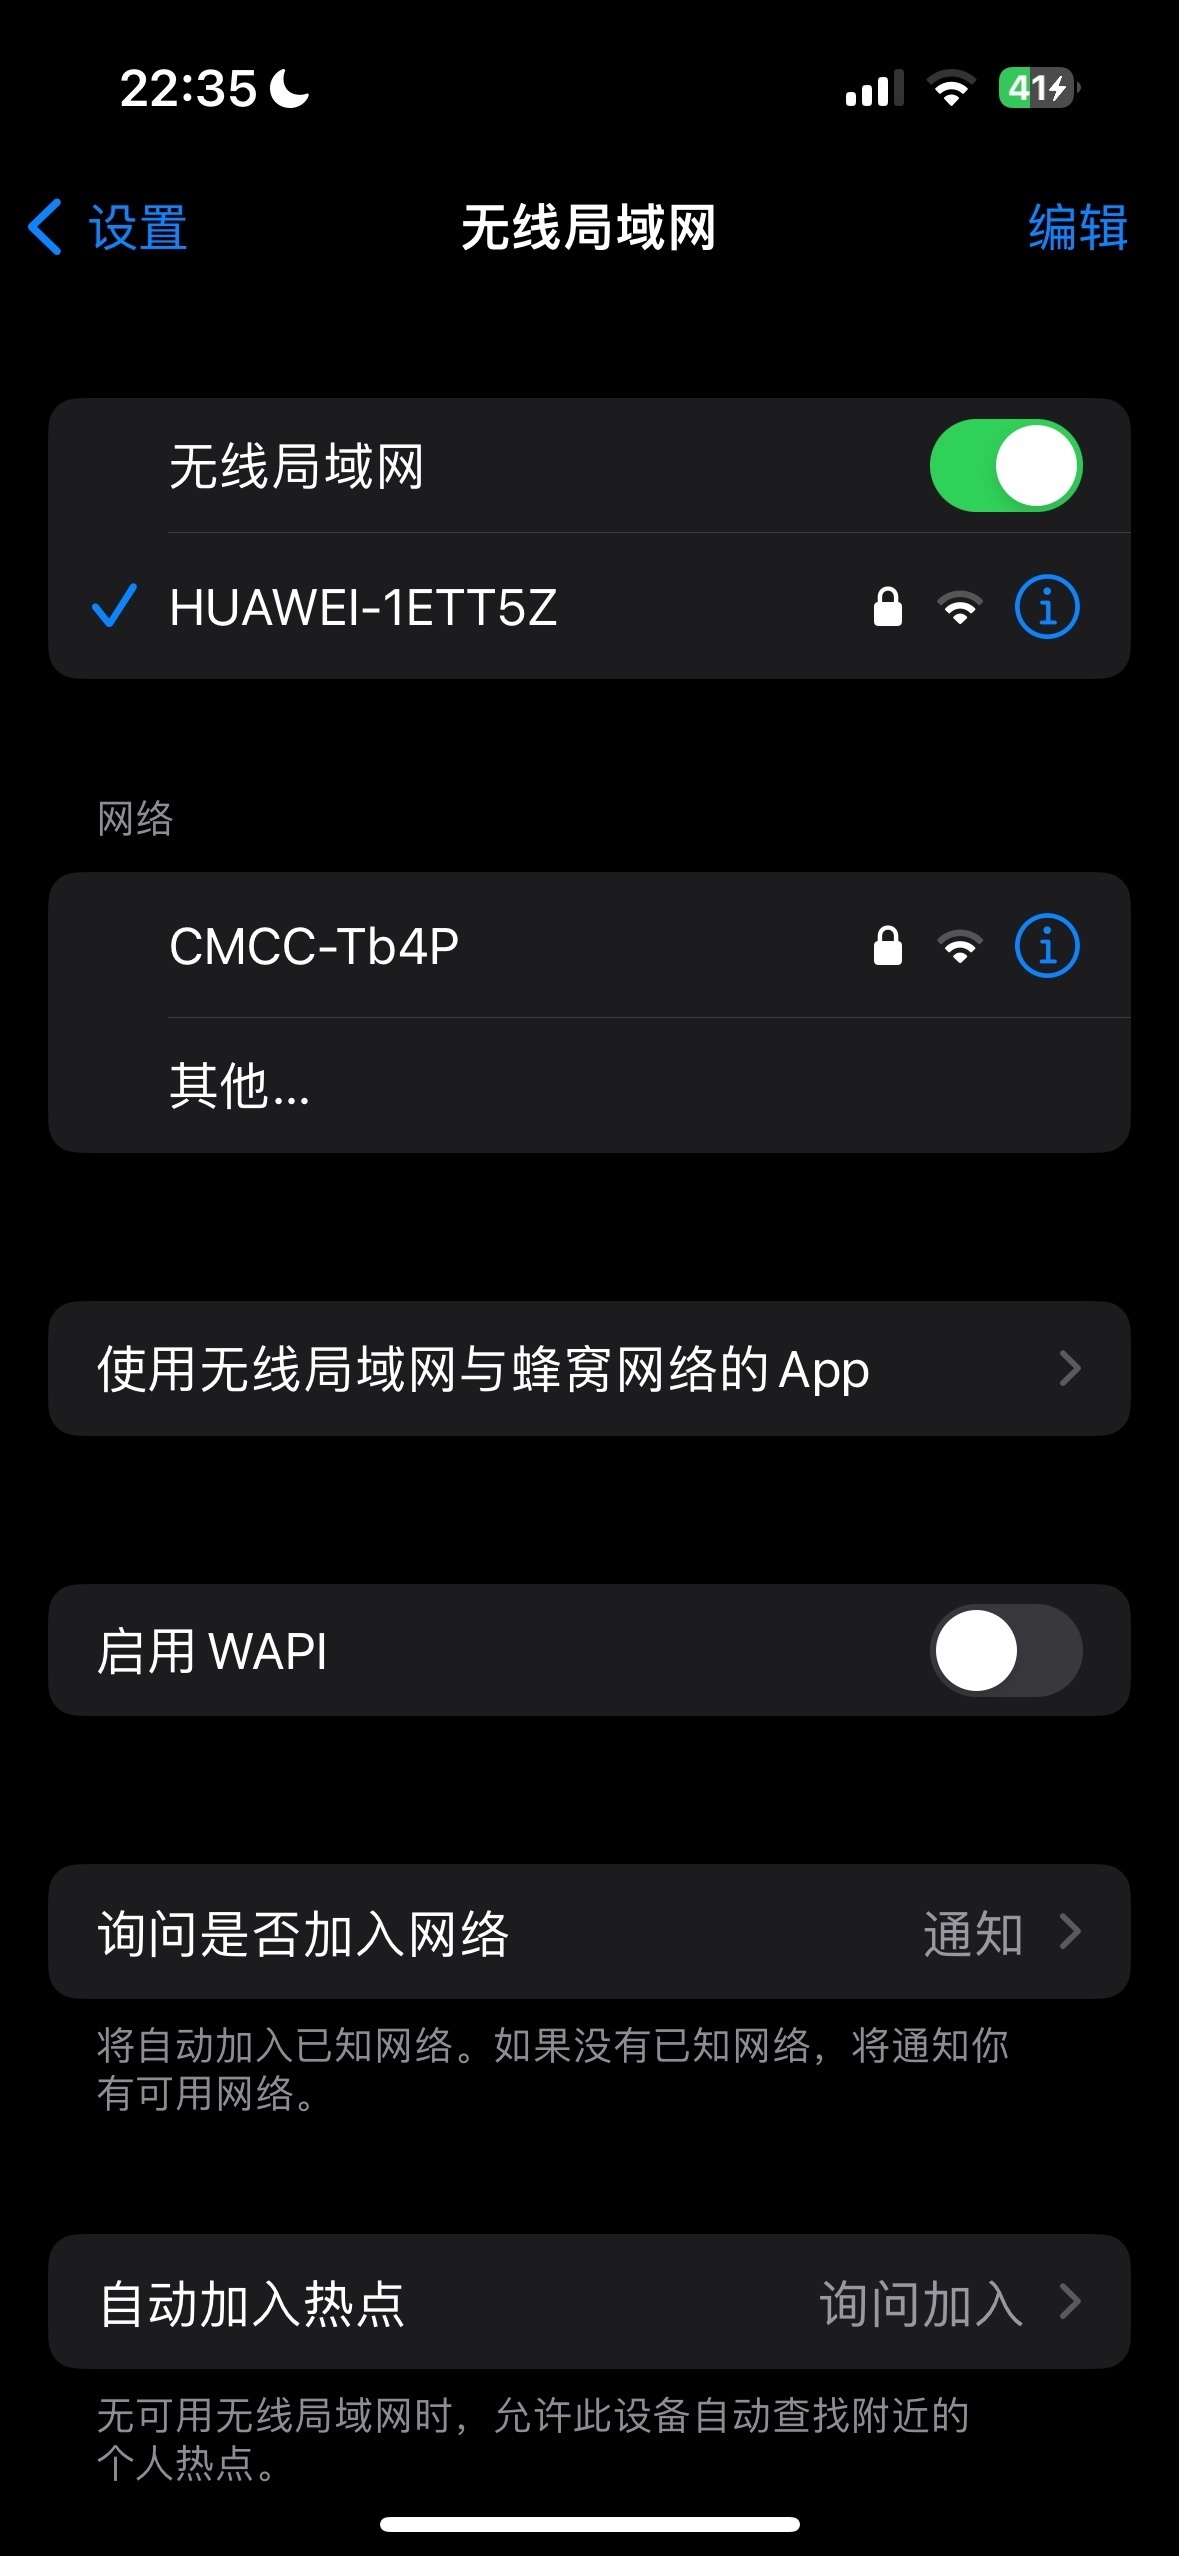 22:35
41
设置
无线局域网
编辑
无线局域网
HUAWEI-1ETT5Z
网络
CMCC-Tb4P
其他...
使用无线局域网与蜂窝网络的 App
启用 WAPI
询问是否加入网络 通知
将自动加入已知网络。如果没有已知网络，将通知你
有可用网络。
自动加入热点 询问加入
无可用无线局域网时，允许此设备自动查找附近的
个人热点。